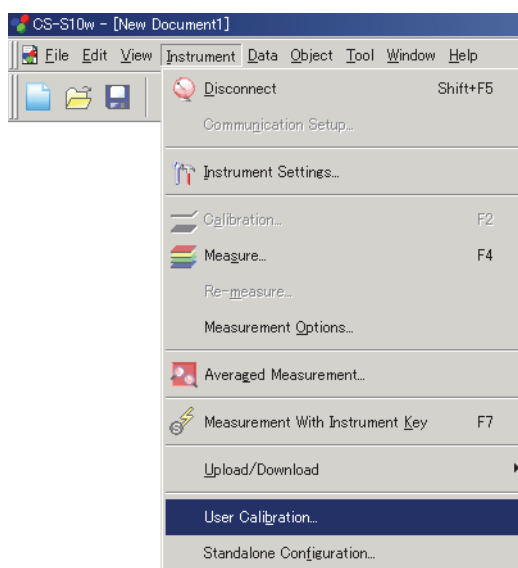 CS-S10w - [New Document1]
File Edit View Instrument Data Object Tool Window Help
Disconnect Shift+F5
Communication Setup...
Instrument Settings...
Calibration... F2
Measure... F4
Re-measure...
Measurement Options...
Averaged Measurement...
Measurement With Instrument Key F7
Upload/Download
User Calibration...
Standalone Configuration...